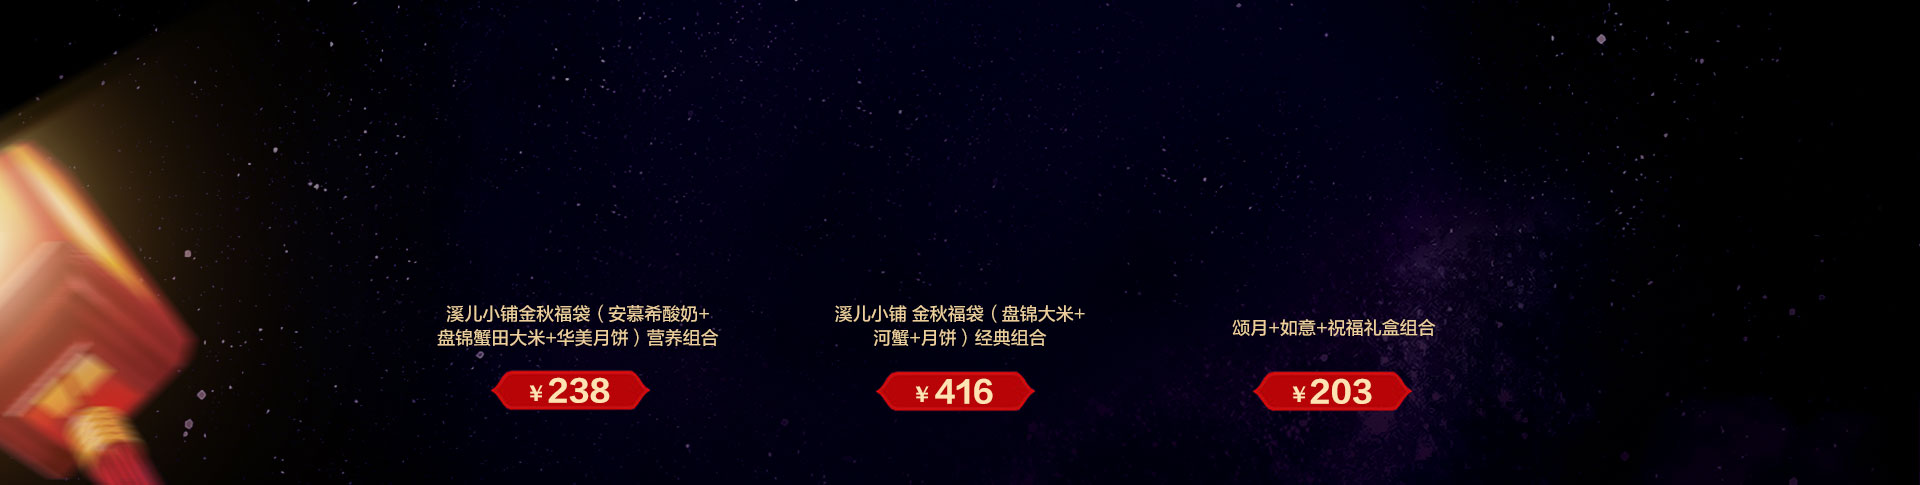 溪儿小铺金秋福袋（安慕希酸奶+
盘锦蟹田大米+华美月饼）营养组合
¥238
溪儿小铺 金秋福袋（盘锦大米+
河蟹+月饼）经典组合
¥416
颂月+如意+祝福礼盒组合
¥203